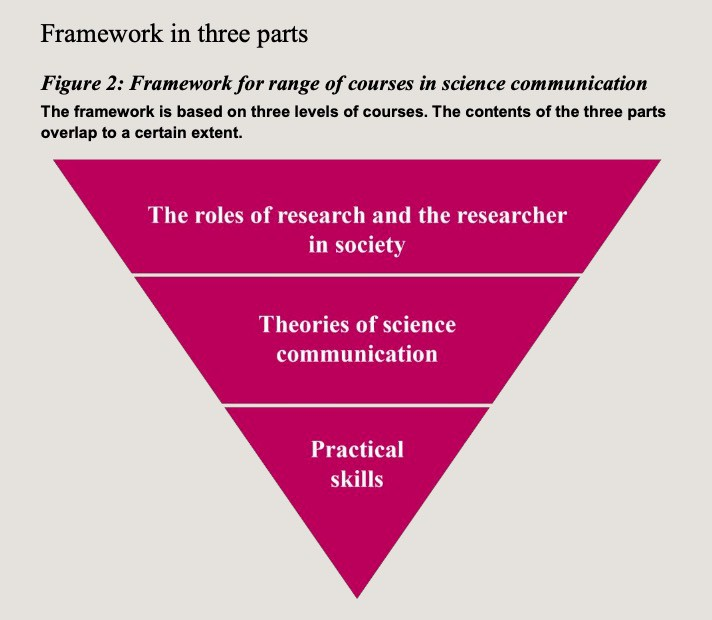 Framework in three parts
Figure 2: Framework for range of courses in science communication
The framework is based on three levels of courses. The contents of the three parts
overlap to a certain extent.
The roles of research and the researcher
in society
Theories of science
communication
Practical
skills